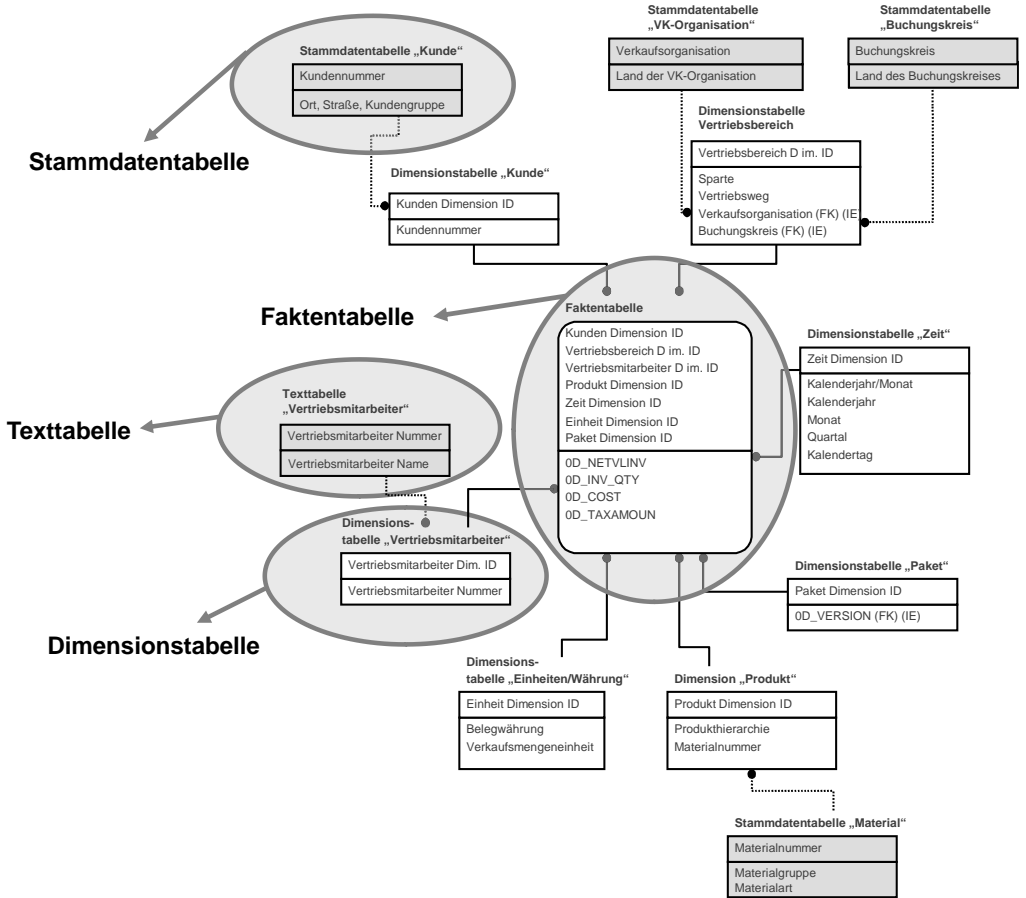 Stammdatentabelle „Kunde“
Kundennummer
Ort, Straße, Kundengruppe
Stammdatentabelle
„VK-Organisation“
Verkaufsorganisation
Land der VK-Organisation
Stammdatentabelle
„Buchungskreis“
Buchungskreis
Land des Buchungskreises
Stammdatentabelle
Dimensionstabelle „Kunde“
Kunden Dimension ID
Kundennummer
Dimensionstabelle
Vertriebsbereich
Vertriebsbereich D im. ID
Sparte
Vertriebsweg
Verkaufsorganisation (FK) (IE)
Buchungskreis (FK) (IE)
Faktentabelle
Faktentabelle
Kunden Dimension ID
Vertriebsbereich D im. ID
Vertriebsmitarbeiter D im. ID
Produkt Dimension ID
Zeit Dimension ID
Einheit Dimension ID
Paket Dimension ID
0D_NETVLINV
0D_INV_QTY
0D_COST
0D_TAXAMOUN
Dimensionstabelle „Zeit“
Zeit Dimension ID
Kalenderjahr/Monat
Kalenderjahr
Monat
Quartal
Kalendertag
Texttabelle
Texttabelle
„Vertriebsmitarbeiter“
Vertriebsmitarbeiter Nummer
Vertriebsmitarbeiter Name
Dimensions-
tabelle „Vertriebsmitarbeiter“
Vertriebsmitarbeiter Dim. ID
Vertriebsmitarbeiter Nummer
Dimensionstabelle
Dimensionstabelle „Paket“
Paket Dimension ID
0D_VERSION (FK) (IE)
Dimensions-
tabelle „Einheiten/Währung“
Einheit Dimension ID
Belegwährung
Verkaufsmengeneinheit
Dimension „Produkt“
Produkt Dimension ID
Produkthierarchie
Materialnummer
Stammdatentabelle „Material“
Materialnummer
Materialgruppe
Materialart